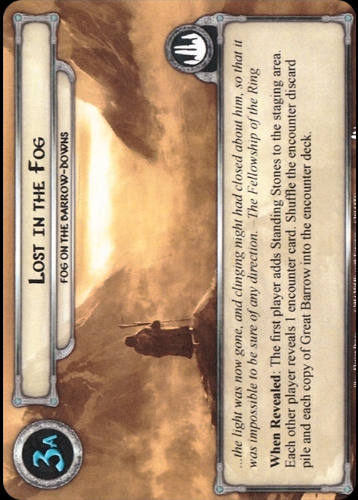 3A
Lost in the Fog
Fog on the Barrow-Downs
...the light was now gone, and clinging night had closed about him, so that it
was impossible to be sure of any direction. –The Fellowship of the Ring
When Revealed: The first player adds Standing Stones to the staging area.
Each other player reveals 1 encounter card. Shuffle the encounter discard
pile and each copy of Great Barrow into the encounter deck.